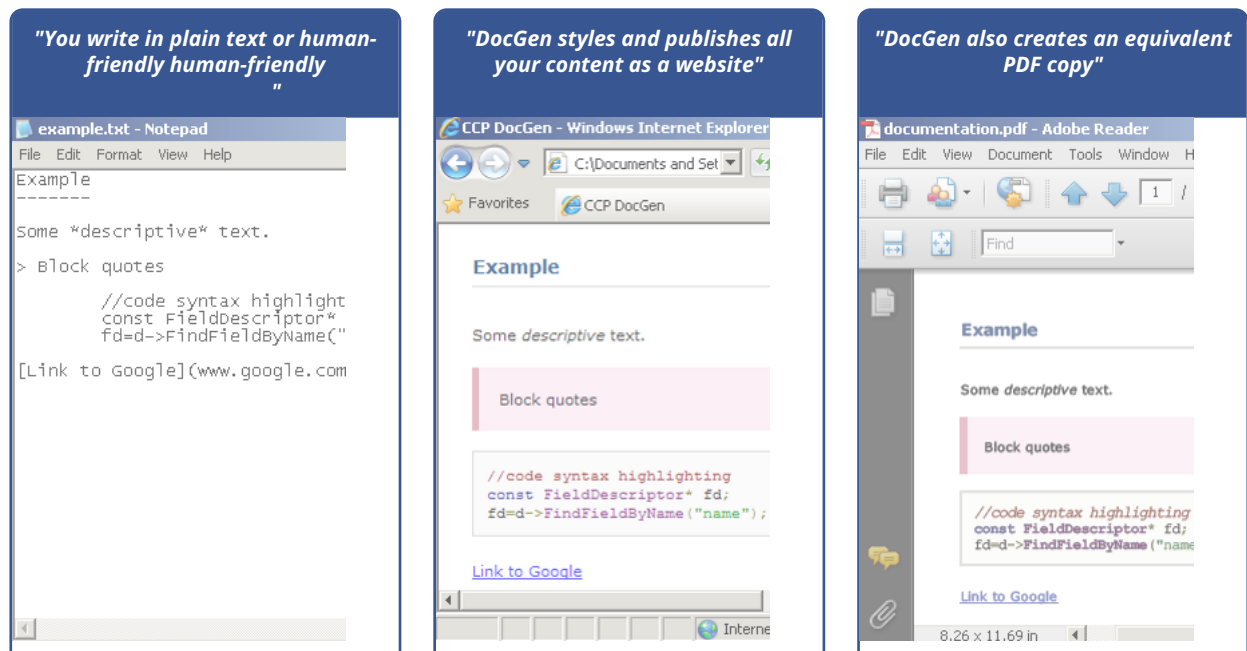 "You write in plain text or human-
friendly human-friendly
"
example.txt - Notepad
File Edit Format View Help
Example
-------
Some *descriptive* text.
> Block quotes
//code syntax highlight
const FieldDescriptor*
fd=d->FindFieldByName("
[Link to Google](www.google.com
"DocGen styles and publishes all
your content as a website"
CCP DocGen - Windows Internet Explorer
C:\Documents and Set
Favorites CCP DocGen
Example
Some descriptive text.
Block quotes
//code syntax highlighting
const FieldDescriptor* fd;
fd=d->FindFieldByName("name");
Link to Google
Interne
"DocGen also creates an equivalent
PDF copy"
documentation.pdf - Adobe Reader
File Edit View Document Tools Window H
1 /
Find
Example
Some descriptive text.
Block quotes
//code syntax highlighting
const FieldDescriptor* fd;
fd=d->FindFieldByName("name
Link to Google
8.26 x 11.69 in